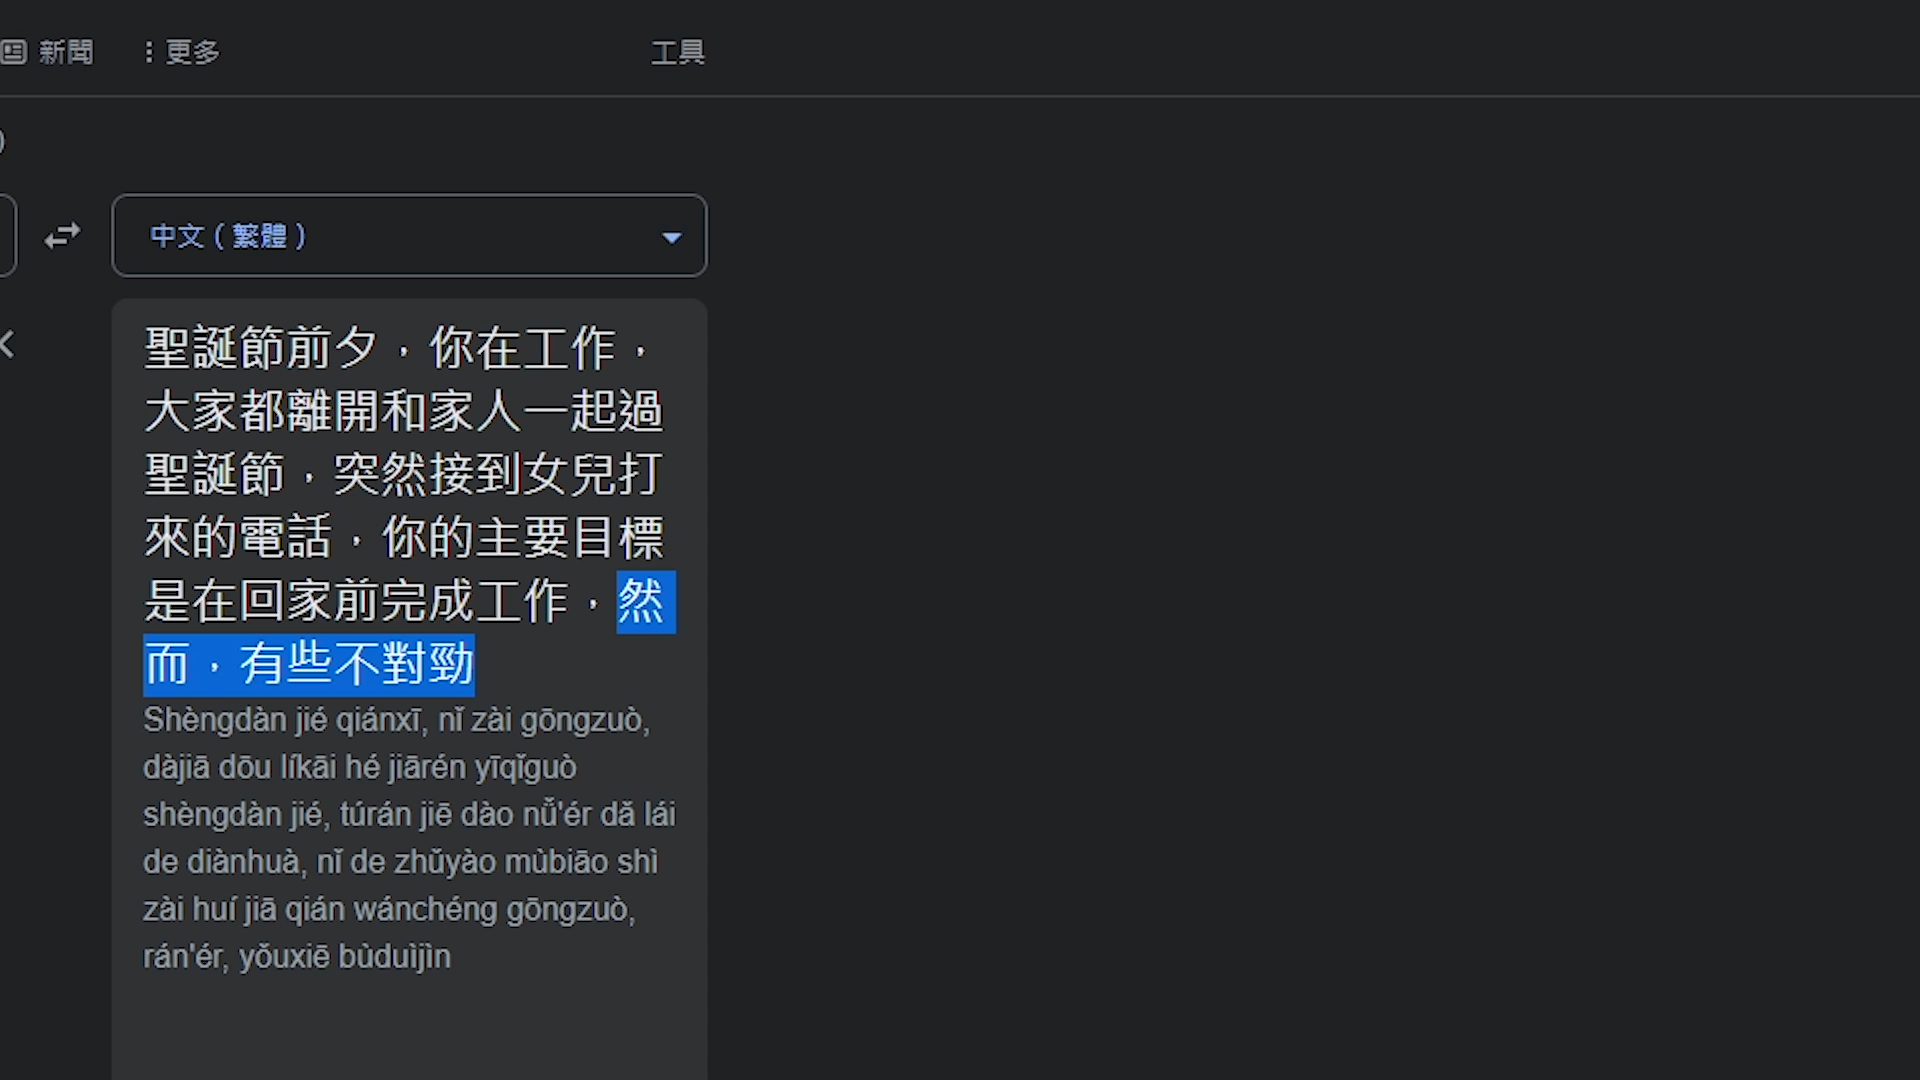 新聞
更多
工具
)
中文（繁體）
聖誕節前夕，你在工作，
大家都離開和家人一起過
聖誕節，突然接到女兒打
來的電話，你的主要目標
是在回家前完成工作，然
而，有些不對勁
Shèngdàn jié qiánxī, nǐ zài gōngzuò,
dàjiā dōu líkāi hé jiārén yīqǐguò
shèngdàn jié, túrán jiē dào nǚ'ér dǎ lái
de diànhuà, nǐ de zhǔyào mùbiāo shì
zài huí jiā qián wánchéng gōngzuò,
rán'ér, yǒuxiē bùduìjìn